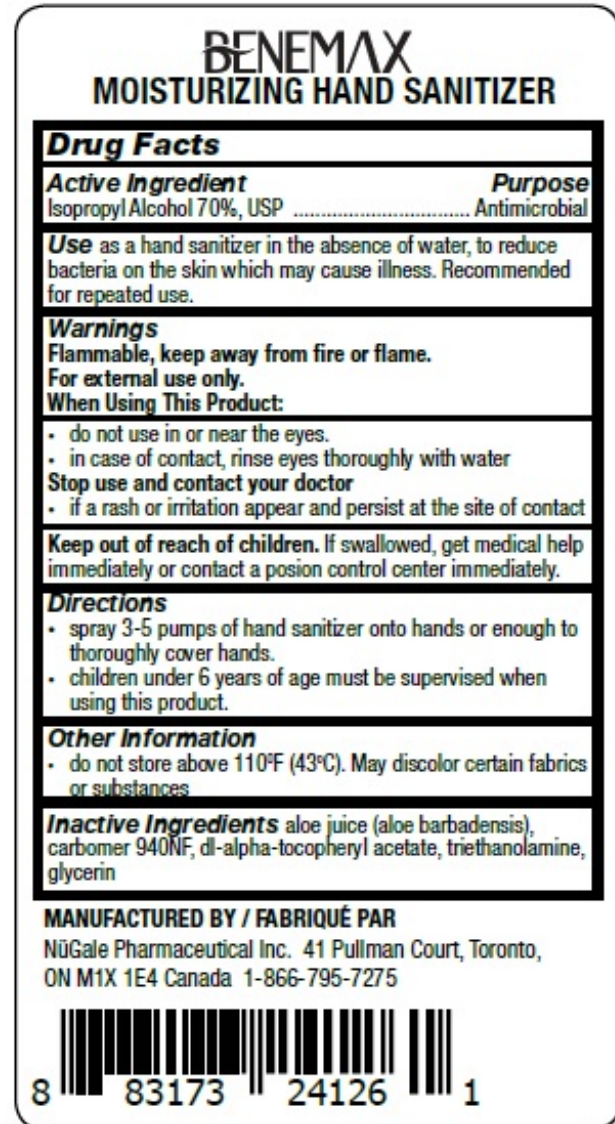 BENEMAX
MOISTURIZING HAND SANITIZER
Drug Facts
Active Ingredient Purpose
Isopropyl Alcohol 70%, USP ................................ Antimicrobial
Use as a hand sanitizer in the absence of water, to reduce
bacteria on the skin which may cause illness. Recommended
for repeated use.
Warnings
Flammable, keep away from fire or flame.
For external use only.
When Using This Product:
• do not use in or near the eyes.
• in case of contact, rinse eyes thoroughly with water
Stop use and contact your doctor
• if a rash or irritation appear and persist at the site of contact
Keep out of reach of children. If swallowed, get medical help
immediately or contact a posion control center immediately.
Directions
• spray 3-5 pumps of hand sanitizer onto hands or enough to
thoroughly cover hands.
• children under 6 years of age must be supervised when
using this product.
Other Information
• do not store above 110ºF (43ºC). May discolor certain fabrics
or substances
Inactive Ingredients aloe juice (aloe barbadensis),
carbomer 940NF, dl-alpha-tocopheryl acetate, triethanolamine,
glycerin
MANUFACTURED BY / FABRIQUÉ PAR
NüGale Pharmaceutical Inc. 41 Pullman Court, Toronto,
ON M1X 1E4 Canada 1-866-795-7275
8 83173 24126 1